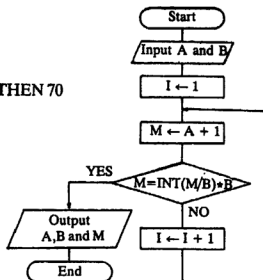 Start
Input A and B
I ← 1
THEN 70
M ← A + 1
YES
M=INT(M/B)*B
NO
Output
A,B and M
I ← I + 1
End